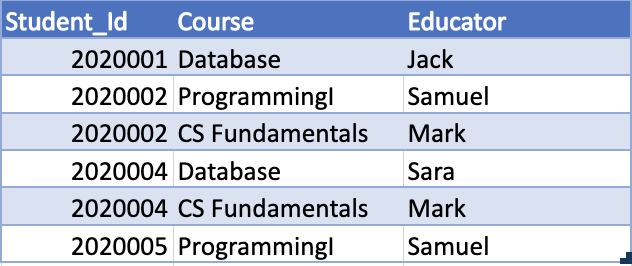 Student_Id Course Educator
2020001 Database Jack
2020002 ProgrammingI Samuel
2020002 CS Fundamentals Mark
2020004 Database Sara
2020004 CS Fundamentals Mark
2020005 ProgrammingI Samuel